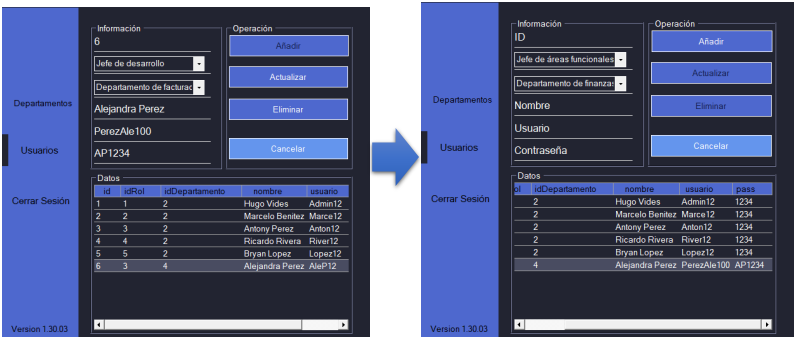 Información
6
Jefe de desarrollo
Departamento de facturac
Alejandra Perez
PerezAle100
AP1234
Operación
Añadir
Actualizar
Eliminar
Cancelar
Departamentos
Usuarios
Cerrar Sesión
Version 1.30.03
Datos
id idRol idDepartamento nombre usuario
1 1 2 Hugo Vides Admin12
2 2 2 Marcelo Benitez Marce12
3 3 2 Antony Perez Anton12
4 4 2 Ricardo Rivera River12
5 5 2 Bryan Lopez Lopez12
6 3 4 Alejandra Perez AleP12
Información
ID
Jefe de áreas funcionales
Departamento de finanzas
Nombre
Usuario
Contraseña
Operación
Añadir
Actualizar
Eliminar
Cancelar
Departamentos
Usuarios
Cerrar Sesión
Version 1.30.03
Datos
ol idDepartamento nombre usuario pass
2 Hugo Vides Admin12 1234
2 Marcelo Benitez Marce12 1234
2 Antony Perez Anton12 1234
2 Ricardo Rivera River12 1234
2 Bryan Lopez Lopez12 1234
4 Alejandra Perez PerezAle100 AP1234